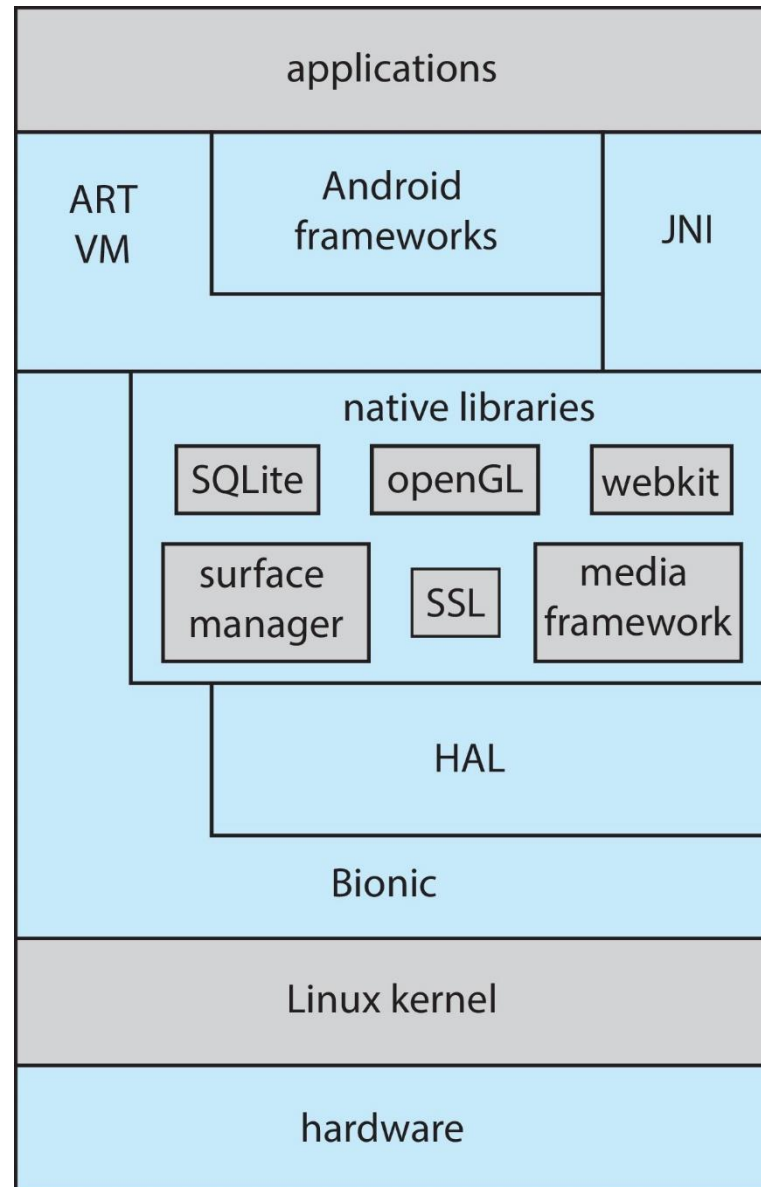 applications
ART
VM
Android
frameworks
JNI
native libraries
SQLite
openGL
webkit
surface
manager
SSL
media
framework
HAL
Bionic
Linux kernel
hardware